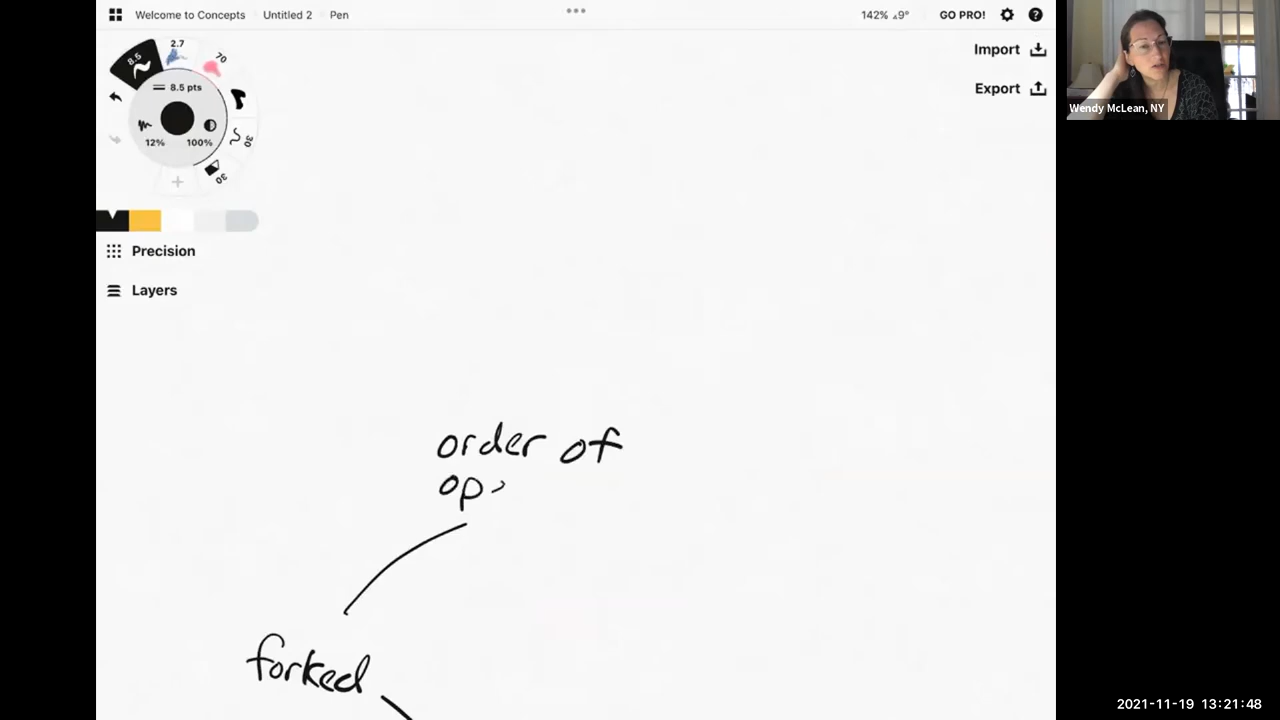 Welcome to Concepts Untitled 2 Pen 142% ⊿9° GO PRO!
Import
Export
2.7
8.5
70
8.5 pts
30
12% 100%
30
Precision
Layers
order of
op
forked
Wendy McLean, NY
2021-11-19 13:21:48